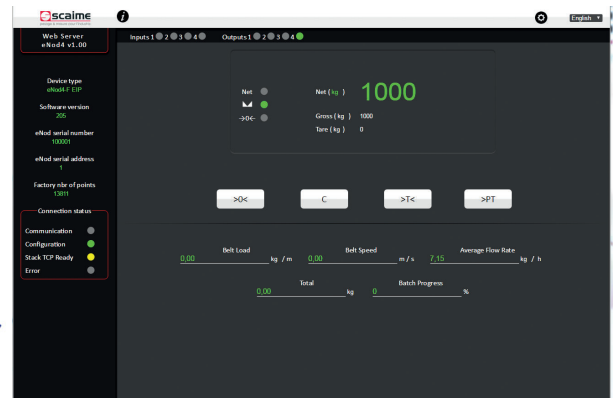 scaime
English
Web Server
eNod4 v1.00
Inputs 1 2 3 4
Outputs 1 2 3 4
Device type
eNod4-F EIP
Software version
205
eNod serial number
100001
eNod serial address
1
Factory nbr of points
13811
Connection status
Communication
Configuration
Stack TCP Ready
Error
Net
>0<
Net ( kg )
1000
Gross ( kg )
1000
Tare ( kg )
0
>0<
C
>T<
>PT
Belt Load
0,00
kg / m
Belt Speed
0,00
m / s
Average Flow Rate
7,15
kg / h
Total
0,00
kg
Batch Progress
0
%